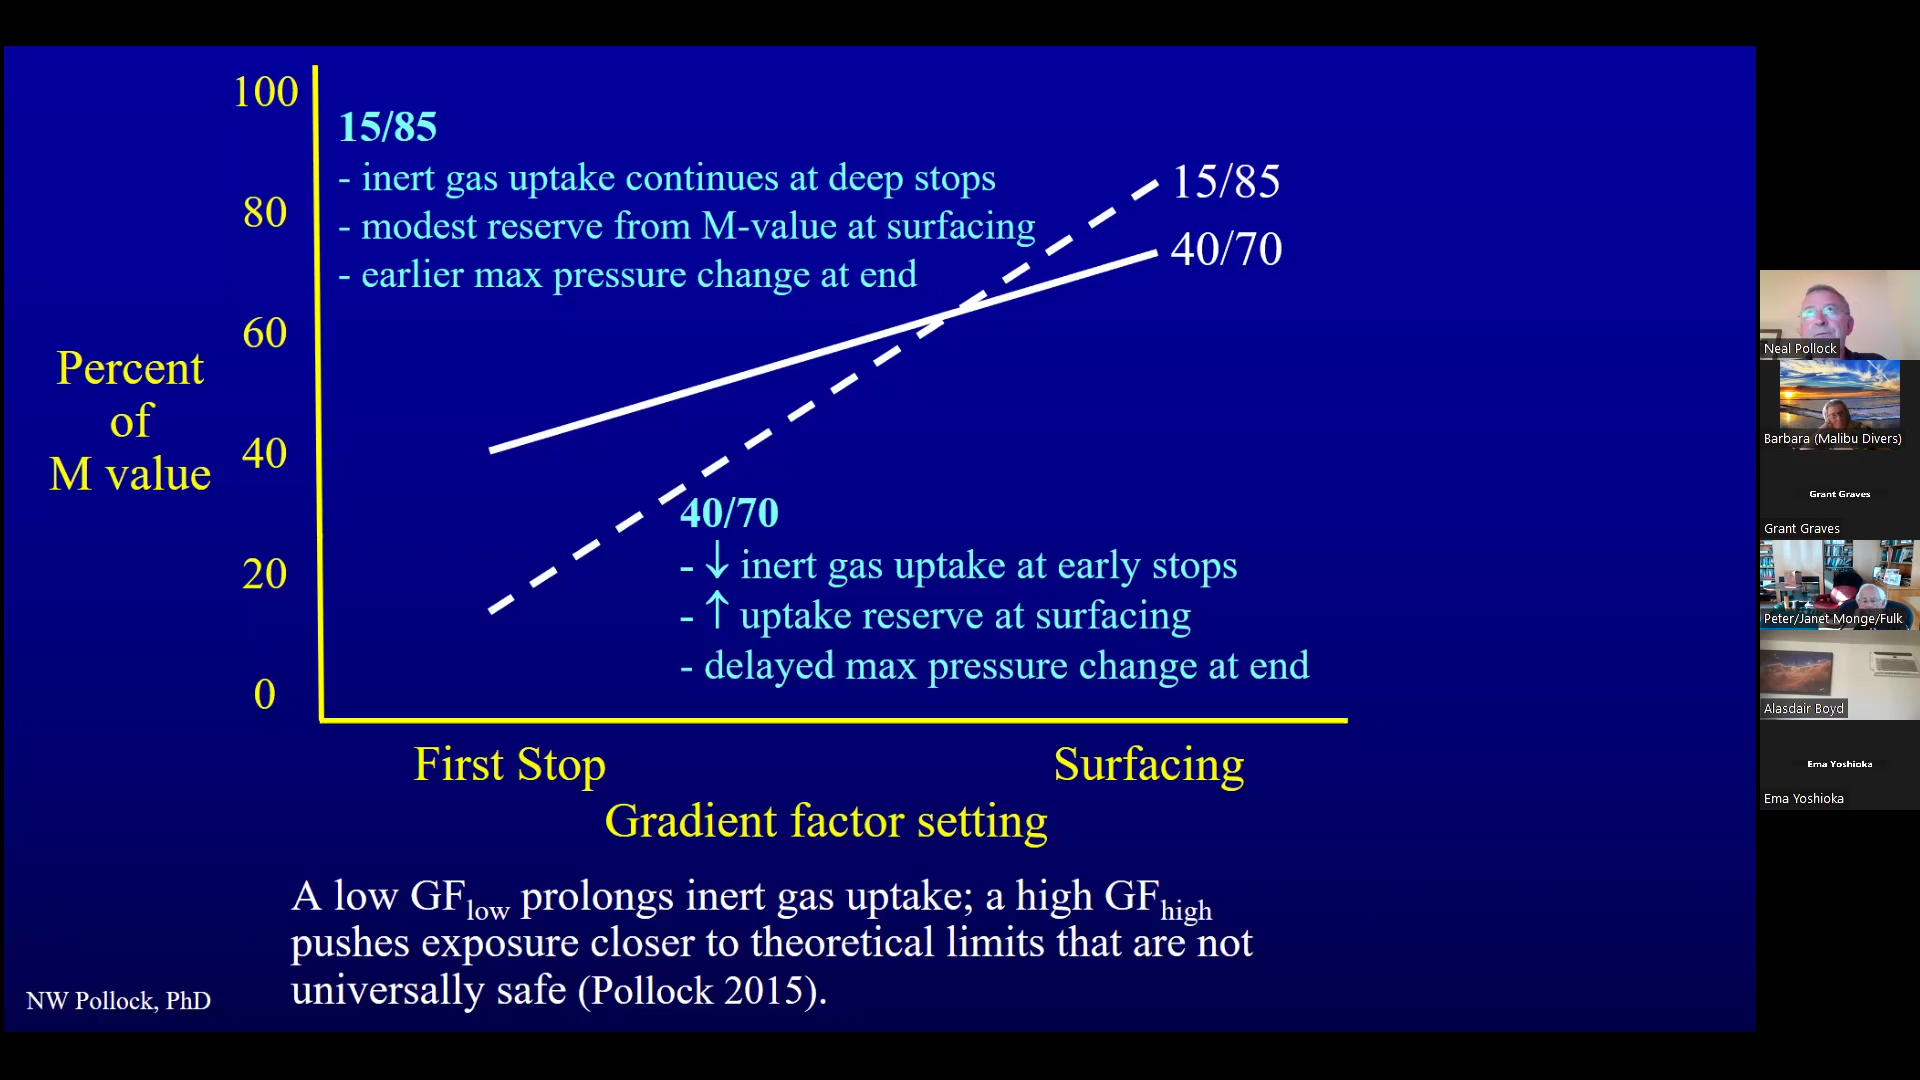 100
80
60
40
20
0
Percent
of
M value
15/85
- inert gas uptake continues at deep stops
- modest reserve from M-value at surfacing
- earlier max pressure change at end
15/85
40/70
40/70
- ↓ inert gas uptake at early stops
- ↑ uptake reserve at surfacing
- delayed max pressure change at end
First Stop
Surfacing
Gradient factor setting
A low GFlow prolongs inert gas uptake; a high GFhigh
pushes exposure closer to theoretical limits that are not
universally safe (Pollock 2015).
NW Pollock, PhD
Neal Pollock
Barbara (Malibu Divers)
Grant Graves
Grant Graves
Peter/Janet Monge/Fulk
Alasdair Boyd
Ema Yoshioka
Ema Yoshioka